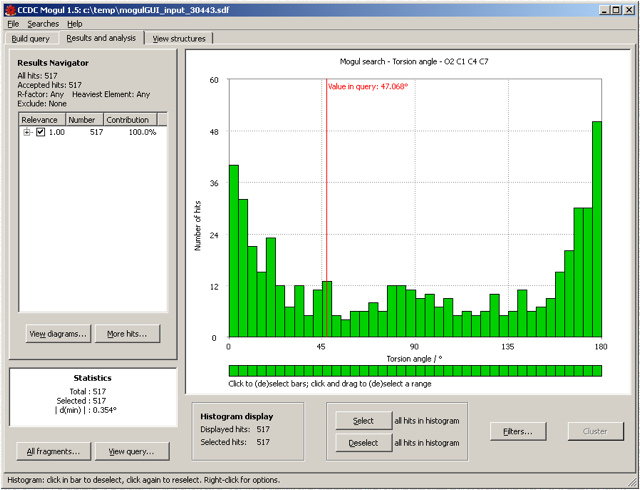 CCDC Mogul 1.5: c:\temp\mogulGUI_input_30443.sdf
File Searches Help
Build query Results and analysis View structures
Results Navigator
All hits: 517
Accepted hits: 517
R-factor: Any Heaviest Element: Any
Exclude: None
Relevance Number Contribution
1.00 517 100.0%
View diagrams... More hits...
Statistics
Total : 517
Selected : 517
| d(min) | : 0.354°
All fragments... View query...
Mogul search - Torsion angle - O2 C1 C4 C7
Value in query: 47.068°
Number of hits
60
48
36
24
12
0
0 45 90 135 180
Torsion angle / °
Click to (de)select bars; click and drag to (de)select a range
Histogram display
Displayed hits: 517
Selected hits: 517
Select all hits in histogram
Deselect all hits in histogram
Filters...
Cluster
Histogram: click in bar to deselect, click again to reselect. Right-click for options.